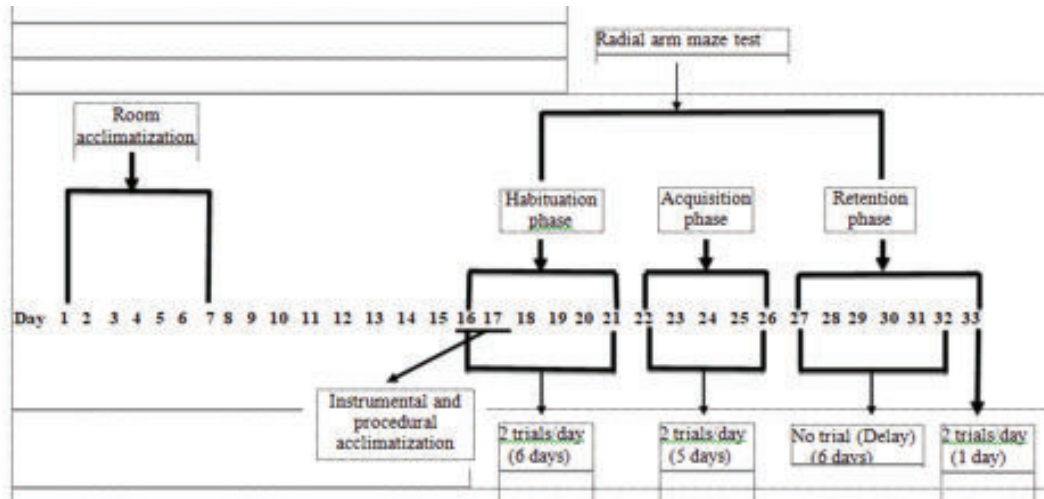 Radial arm maze test
Room
acclimatization
Habituation
phase
Acquisition
phase
Retention
phase
Day 1 2 3 4 5 6 7 8 9 10 11 12 13 14 15 16 17 18 19 20 21 22 23 24 25 26 27 28 29 30 31 32 33
Instrumental and
procedural
acclimatization
2 trials/day
(6 days)
2 trials/day
(5 days)
No trial (Delay)
(6 days)
2 trials/day
(1 day)